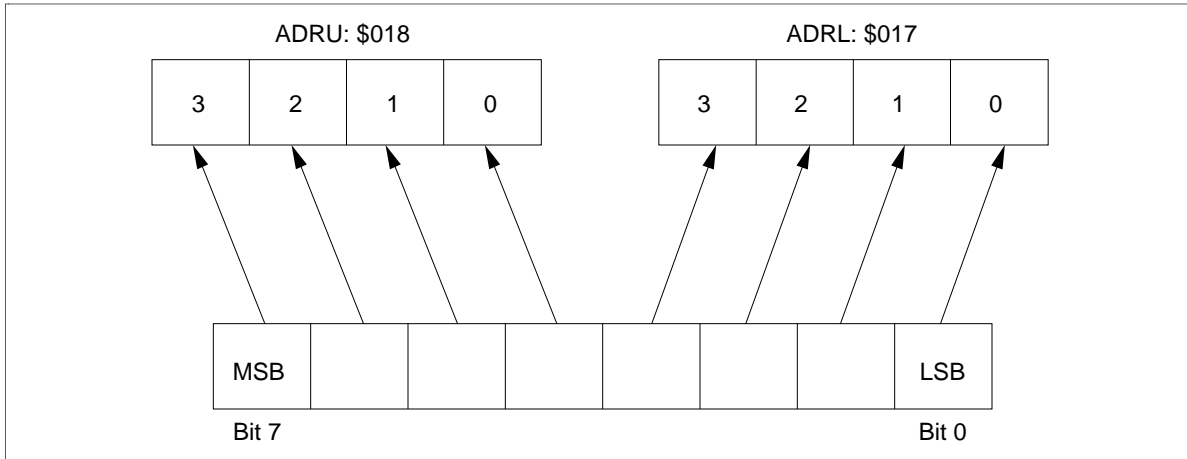 ADRU: $018 ADRL: $017
3 2 1 0 3 2 1 0
MSB LSB
Bit 7 Bit 0